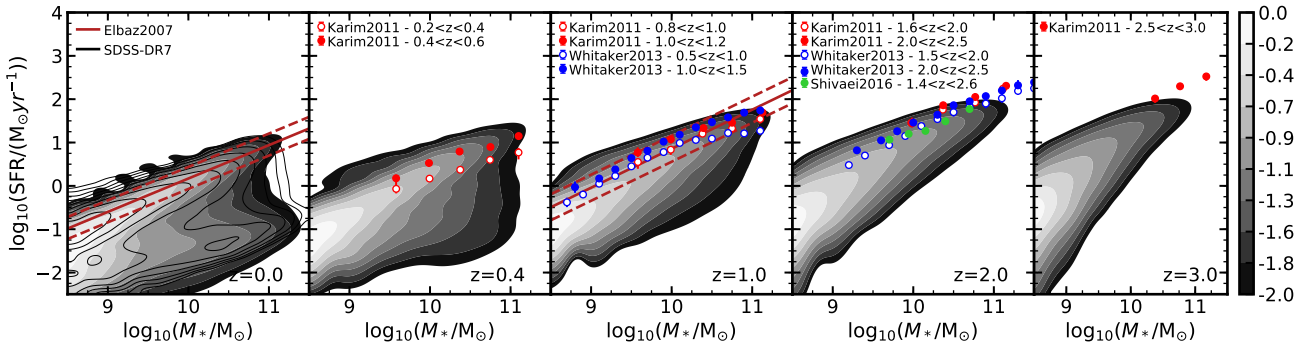 Elbaz2007
SDSS-DR7
Karim2011 - 0.2<z<0.4
Karim2011 - 0.4<z<0.6
Karim2011 - 0.8<z<1.0
Karim2011 - 1.0<z<1.2
Whitaker2013 - 0.5<z<1.0
Whitaker2013 - 1.0<z<1.5
Karim2011 - 1.6<z<2.0
Karim2011 - 2.0<z<2.5
Whitaker2013 - 1.5<z<2.0
Whitaker2013 - 2.0<z<2.5
Shivaei2016 - 1.4<z<2.6
Karim2011 - 2.5<z<3.0
log₁₀(SFR/(M⊙yr⁻¹))
4
3
2
1
0
−1
−2
z=0.0
z=0.4
z=1.0
z=2.0
z=3.0
9 10 11
9 10 11
9 10 11
9 10 11
9 10 11
log₁₀(M*/M⊙)
log₁₀(M*/M⊙)
log₁₀(M*/M⊙)
log₁₀(M*/M⊙)
log₁₀(M*/M⊙)
0.0
-0.4
-0.7
-0.9
-1.2
-1.4
-1.6
-1.8
-2.0